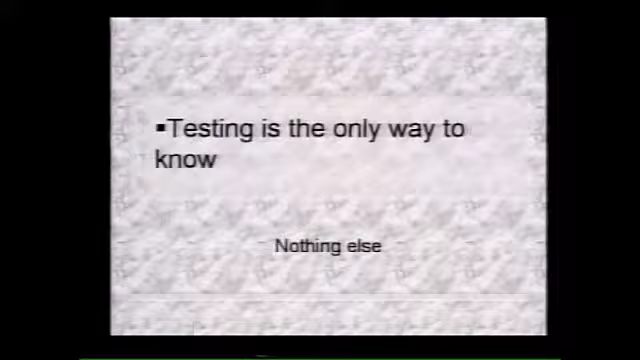 ▪Testing is the only way to
know
Nothing else